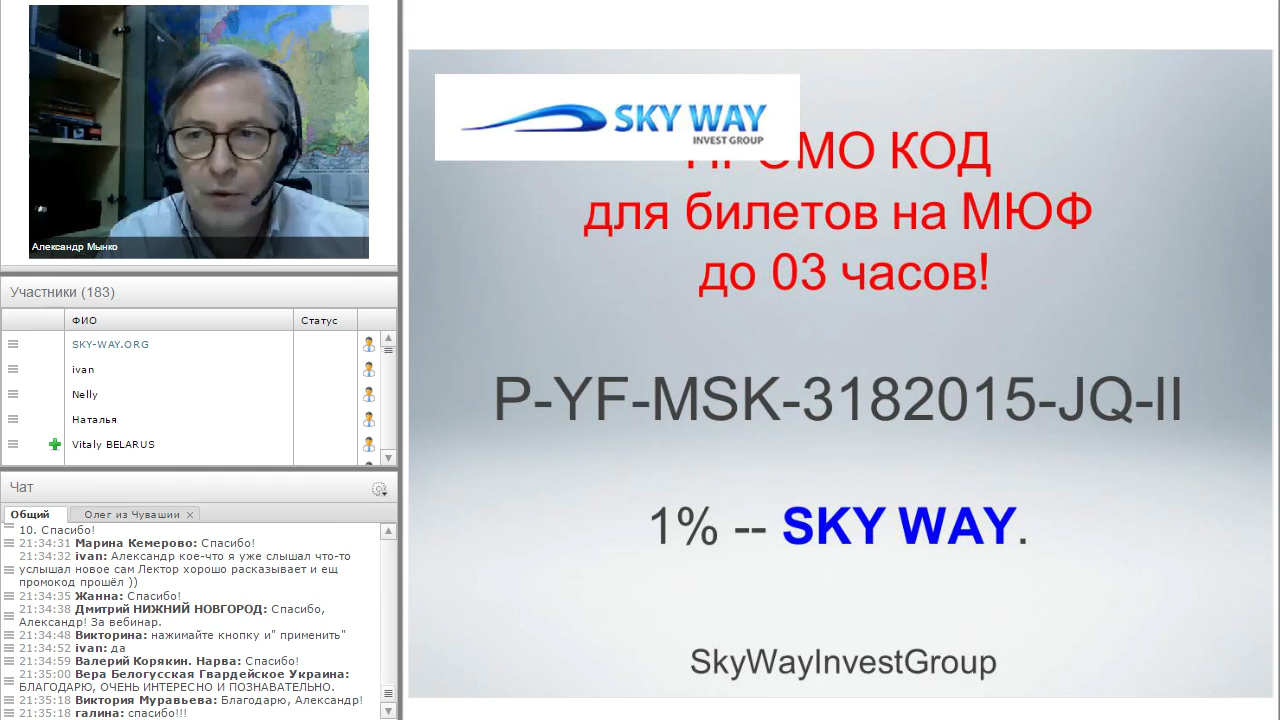 Александр Мынко
Участники (183)
ФИО
Статус
SKY-WAY.ORG
ivan
Nelly
Наталья
Vitaly BELARUS
Чат
Общий
Олег из Чувашии
10. Спасибо!
21:34:31 Марина Кемерово: Спасибо!
21:34:32 ivan: Александр кое-что я уже слышал что-то
услышал новое сам Лектор хорошо расказывает и ещ
промокод прошёл ))
21:34:35 Жанна: Спасибо!
21:34:38 Дмитрий НИЖНИЙ НОВГОРОД: Спасибо,
Александр! За вебинар.
21:34:48 Викторина: нажимайте кнопку и" применить"
21:34:52 ivan: да
21:34:59 Валерий Корякин. Нарва: Спасибо!
21:35:00 Вера Белогусская Гвардейское Украина:
БЛАГОДАРЮ, ОЧЕНЬ ИНТЕРЕСНО И ПОЗНАВАТЕЛЬНО.
21:35:18 Виктория Муравьева: Благодарю, Александр!
21:35:18 галина: спасибо!!!
SKY WAY
INVEST GROUP
ПРОМО КОД
для билетов на МЮФ
до 03 часов!
P-YF-MSK-3182015-JQ-II
1% -- SKY WAY.
SkyWayInvestGroup